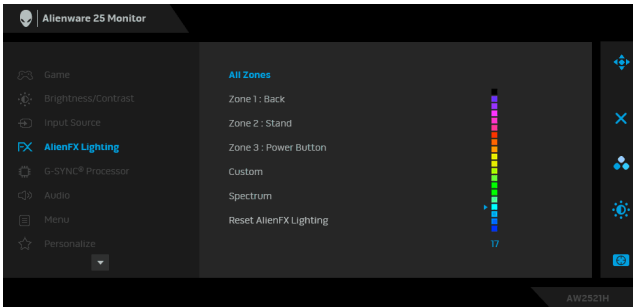 Alienware 25 Monitor
Game
Brightness/Contrast
Input Source
FX AlienFX Lighting
G-SYNC® Processor
Audio
Menu
Personalize
All Zones
Zone 1 : Back
Zone 2 : Stand
Zone 3 : Power Button
Custom
Spectrum
Reset AlienFX Lighting
17
AW2521H